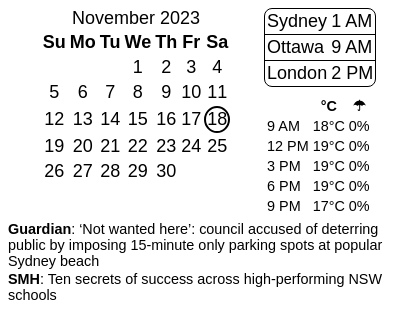 November 2023
Su Mo Tu We Th Fr Sa
1 2 3 4
5 6 7 8 9 10 11
12 13 14 15 16 17 18
19 20 21 22 23 24 25
26 27 28 29 30
Sydney 1 AM
Ottawa 9 AM
London 2 PM
°C ☂
9 AM 18°C 0%
12 PM 19°C 0%
3 PM 19°C 0%
6 PM 19°C 0%
9 PM 17°C 0%
Guardian: ‘Not wanted here’: council accused of deterring
public by imposing 15-minute only parking spots at popular
Sydney beach
SMH: Ten secrets of success across high-performing NSW
schools